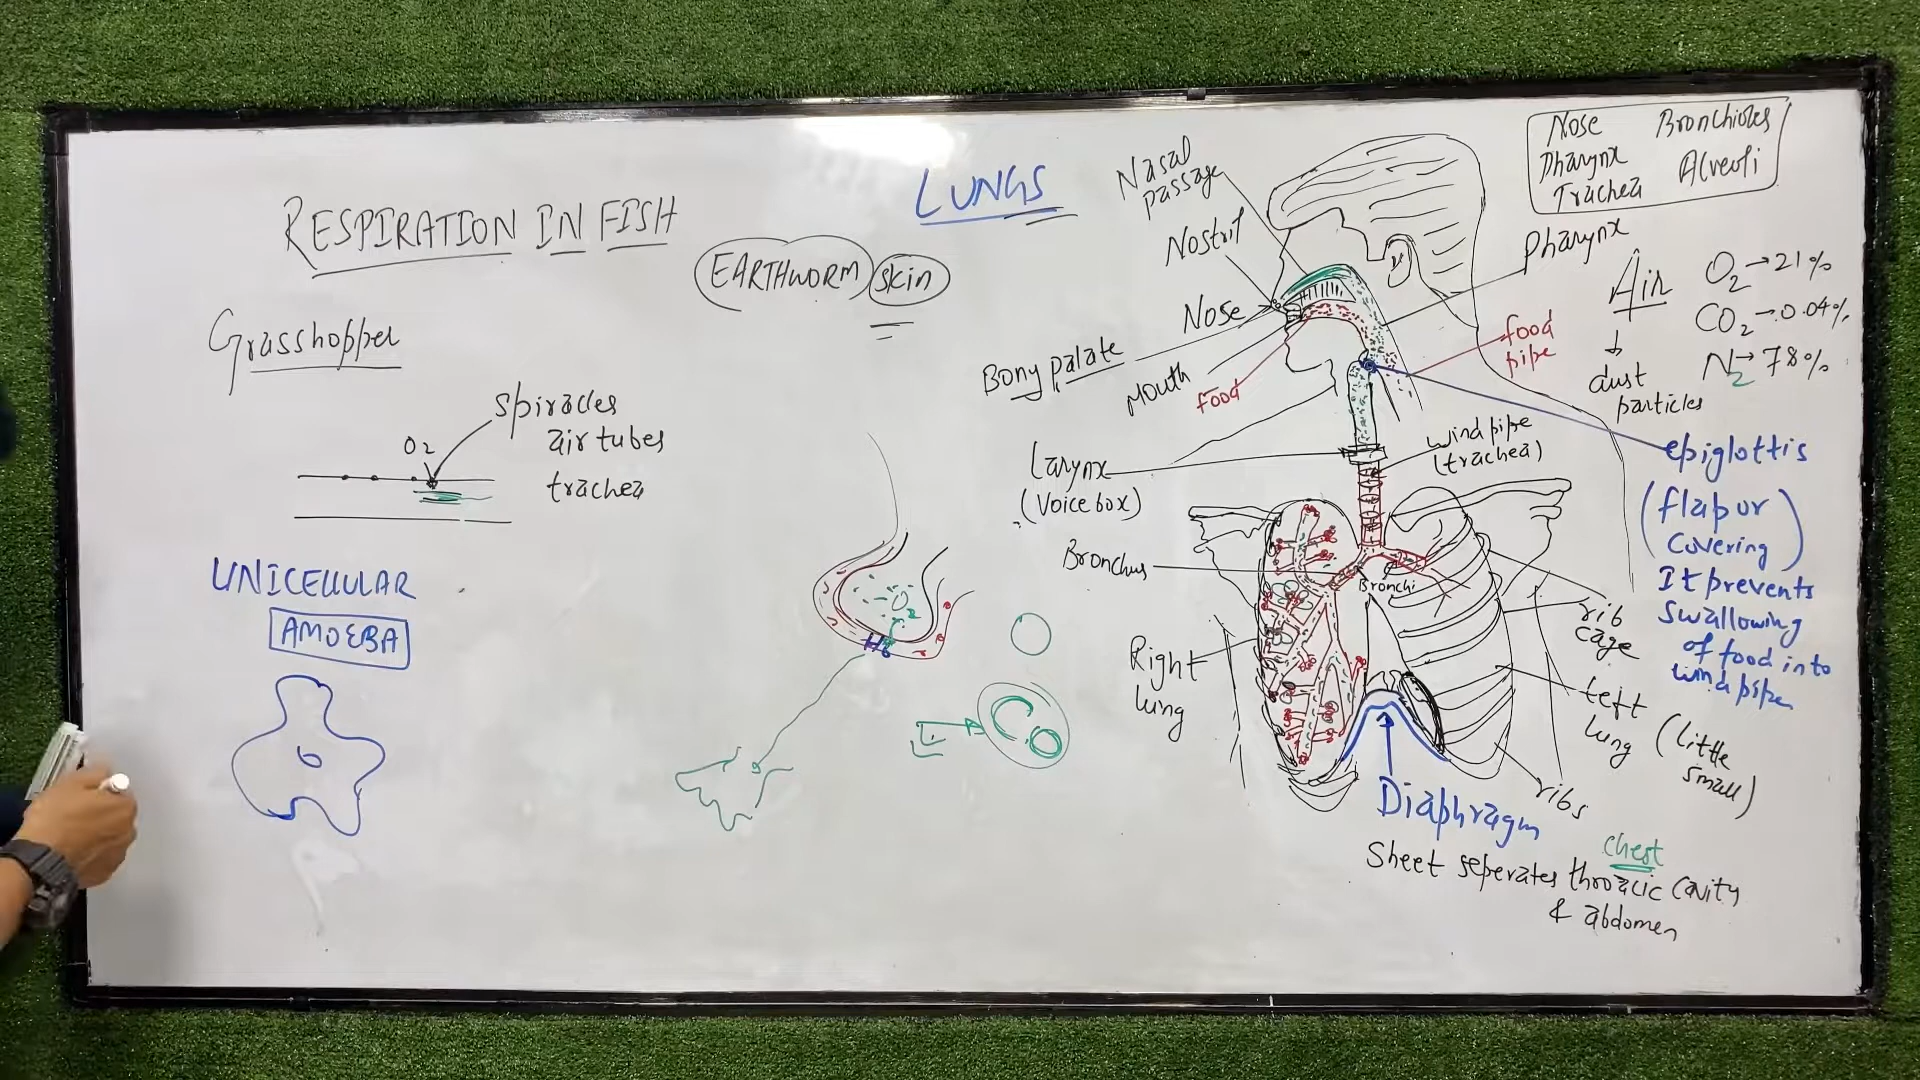 RESPIRATION IN FISH
EARTHWORM skin
Grasshopper
Spiracles
air tubes
trachea
O2
UNICELLULAR
AMOEBA
O2
Hb
CO
LUNGS
Nasal
passage
Nostril
Nose
Bony palate
Mouth
food
Larynx
(Voice box)
Bronchus
Right
lung
Nose Bronchioles
Pharynx Alveoli
Trachea
Pharynx
Air
O2 → 21%
CO2 → 0.04%
N2 → 78%
dust
particles
food
pipe
wind pipe
(trachea)
Bronchi
epiglottis
(flap or
covering)
It prevents
swallowing
of food into
wind pipe
rib
cage
left
lung (little
small)
ribs
Diaphragm
chest
Sheet seperates throacic cavity
& abdomen